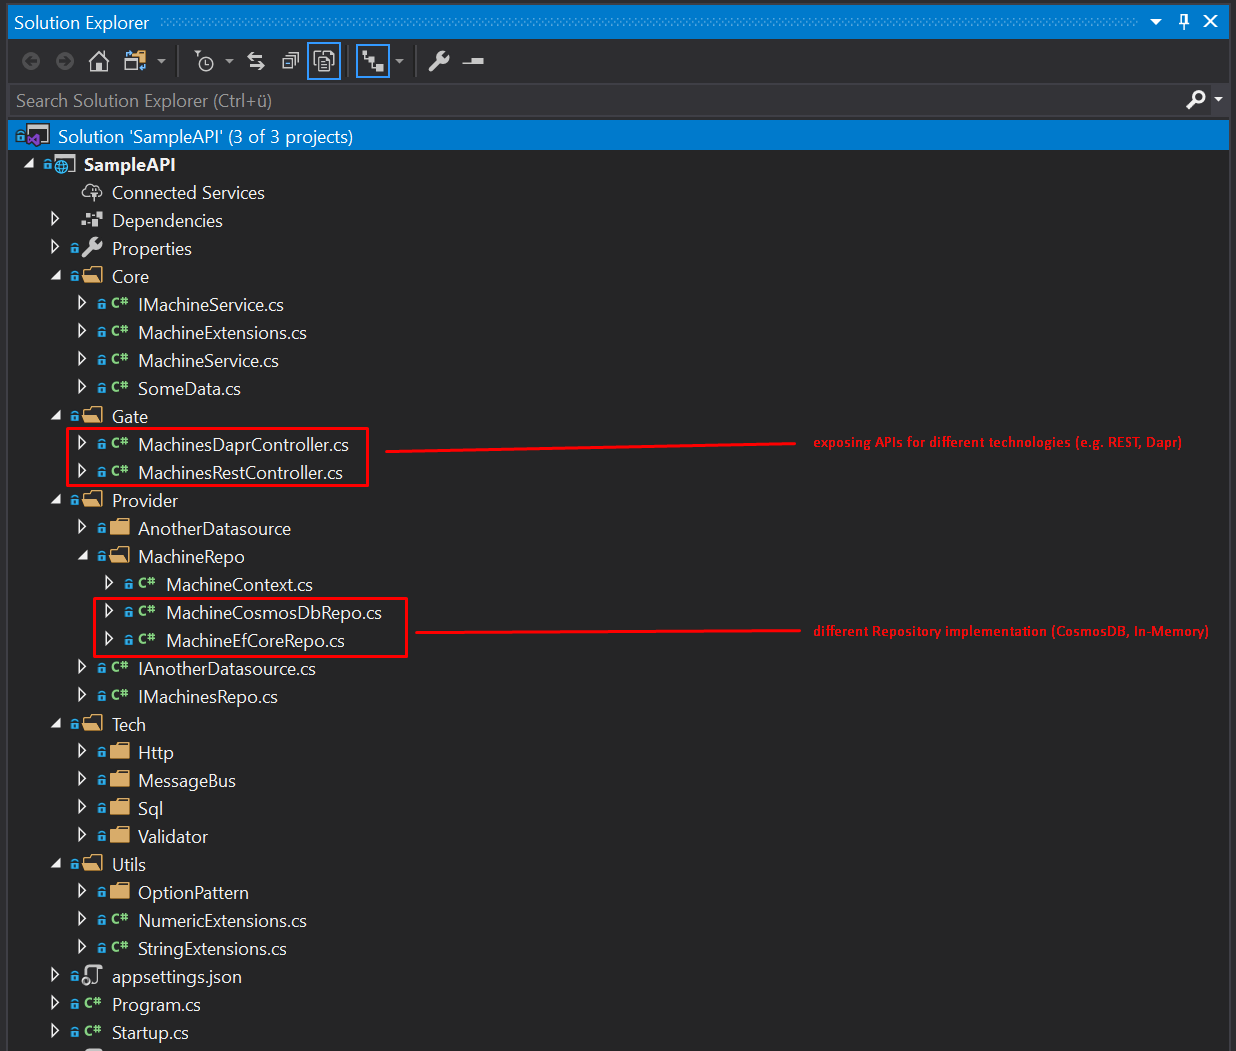 Solution Explorer
Search Solution Explorer (Ctrl+ü)
Solution 'SampleAPI' (3 of 3 projects)
SampleAPI
Connected Services
Dependencies
Properties
Core
C# IMachineService.cs
C# MachineExtensions.cs
C# MachineService.cs
C# SomeData.cs
Gate
C# MachinesDaprController.cs
exposing APIs for different technologies (e.g. REST, Dapr)
C# MachinesRestController.cs
Provider
AnotherDatasource
MachineRepo
C# MachineContext.cs
C# MachineCosmosDbRepo.cs
different Repository implementation (CosmosDB, In-Memory)
C# MachineEfCoreRepo.cs
C# IAnotherDatasource.cs
C# IMachinesRepo.cs
Tech
Http
MessageBus
Sql
Validator
Utils
OptionPattern
C# NumericExtensions.cs
C# StringExtensions.cs
appsettings.json
C# Program.cs
C# Startup.cs